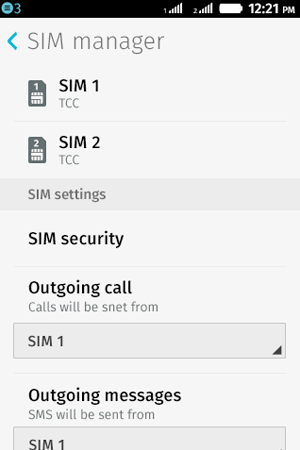 3 1 2 12:21 PM
SIM manager
1 SIM 1
TCC
2 SIM 2
TCC
SIM settings
SIM security
Outgoing call
Calls will be snet from
SIM 1
Outgoing messages
SMS will be sent from
SIM 1